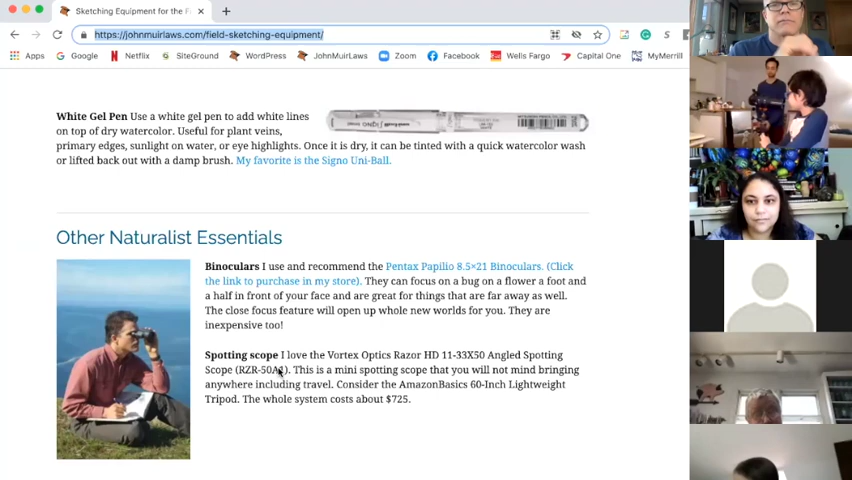 Sketching Equipment for the F
https://johnmuirlaws.com/field-sketching-equipment/
Apps Google Netflix SiteGround WordPress JohnMuirLaws Zoom Facebook Wells Fargo Capital One MyMerrill
White Gel Pen Use a white gel pen to add white lines
on top of dry watercolor. Useful for plant veins,
primary edges, sunlight on water, or eye highlights. Once it is dry, it can be tinted with a quick watercolor wash
or lifted back out with a damp brush. My favorite is the Signo Uni-Ball.
Other Naturalist Essentials
Binoculars I use and recommend the Pentax Papilio 8.5×21 Binoculars. (Click
the link to purchase in my store). They can focus on a bug on a flower a foot and
a half in front of your face and are great for things that are far away as well.
The close focus feature will open up whole new worlds for you. They are
inexpensive too!
Spotting scope I love the Vortex Optics Razor HD 11-33X50 Angled Spotting
Scope (RZR-50A1). This is a mini spotting scope that you will not mind bringing
anywhere including travel. Consider the AmazonBasics 60-Inch Lightweight
Tripod. The whole system costs about $725.